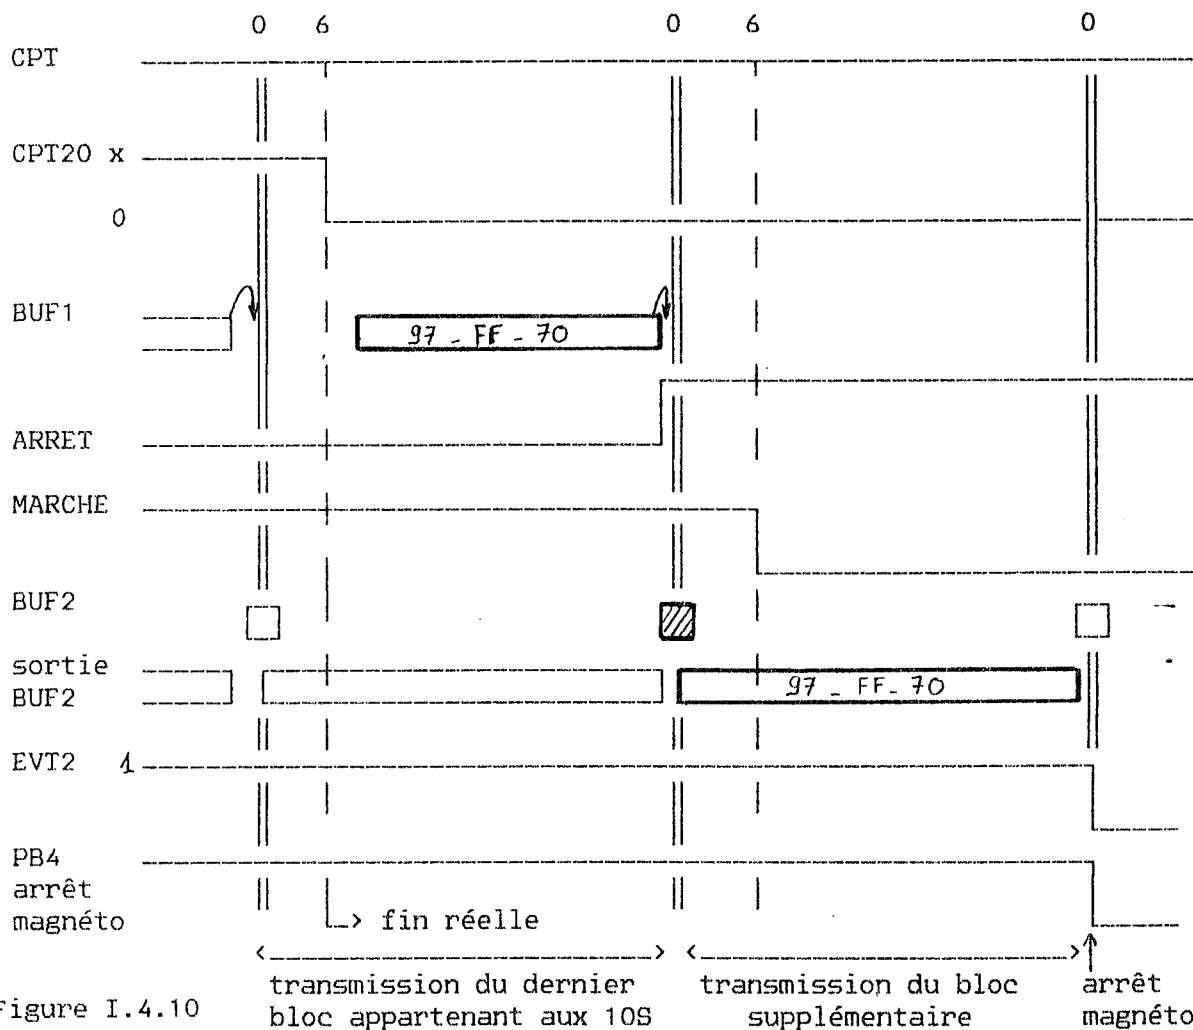 0 6 0 6 0
CPT
CPT20 x
0
BUF1
97 - FF - 70
ARRET
MARCHE
BUF2
sortie
BUF2
97 - FF - 70
EVT2 1
PB4
arrêt
magnéto
fin réelle
transmission du dernier
bloc appartenant aux 10S
transmission du bloc
supplémentaire
arrêt
magnéto
Figure I.4.10